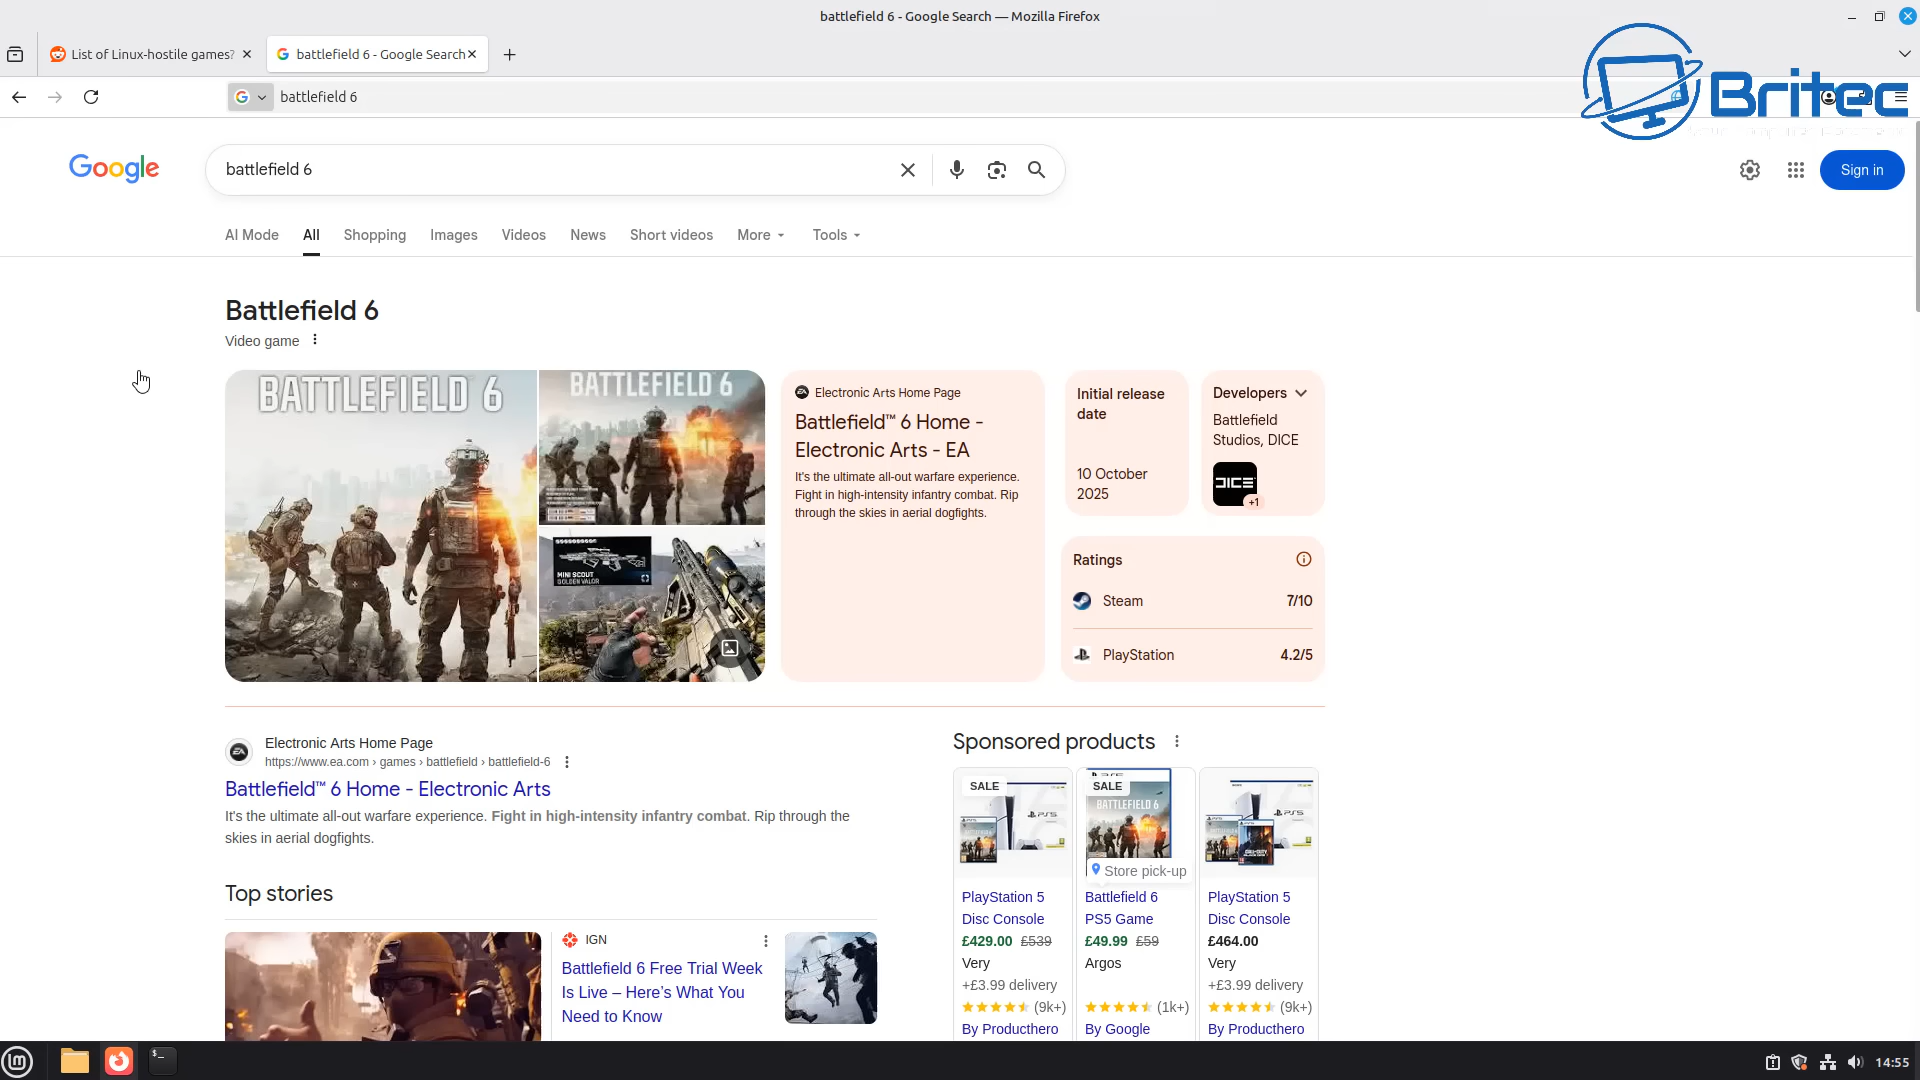 battlefield 6 - Google Search — Mozilla Firefox
List of Linux-hostile games?
battlefield 6 - Google Search
battlefield 6
Britec
Google
battlefield 6
Sign in
AI Mode
All
Shopping
Images
Videos
News
Short videos
More
Tools
Battlefield 6
Video game
BATTLEFIELD 6
BATTLEFIELD 6
MINI SCOUT
GOLDEN VALOR
Electronic Arts Home Page
Battlefield™ 6 Home -
Electronic Arts - EA
It's the ultimate all-out warfare experience.
Fight in high-intensity infantry combat. Rip
through the skies in aerial dogfights.
Initial release
date
10 October
2025
Developers
Battlefield
Studios, DICE
DICE
+1
Ratings
Steam
7/10
PlayStation
4.2/5
Electronic Arts Home Page
https://www.ea.com › games › battlefield › battlefield-6
Battlefield™ 6 Home - Electronic Arts
It's the ultimate all-out warfare experience. Fight in high-intensity infantry combat. Rip through the
skies in aerial dogfights.
Top stories
IGN
Battlefield 6 Free Trial Week
Is Live – Here's What You
Need to Know
Sponsored products
SALE
PlayStation 5
Disc Console
£429.00 £539
Very
+£3.99 delivery
(9k+)
By Producthero
SALE
BATTLEFIELD 6
Store pick-up
Battlefield 6
PS5 Game
£49.99 £59
Argos
(1k+)
By Google
PlayStation 5
Disc Console
£464.00
Very
+£3.99 delivery
(9k+)
By Producthero
14:55